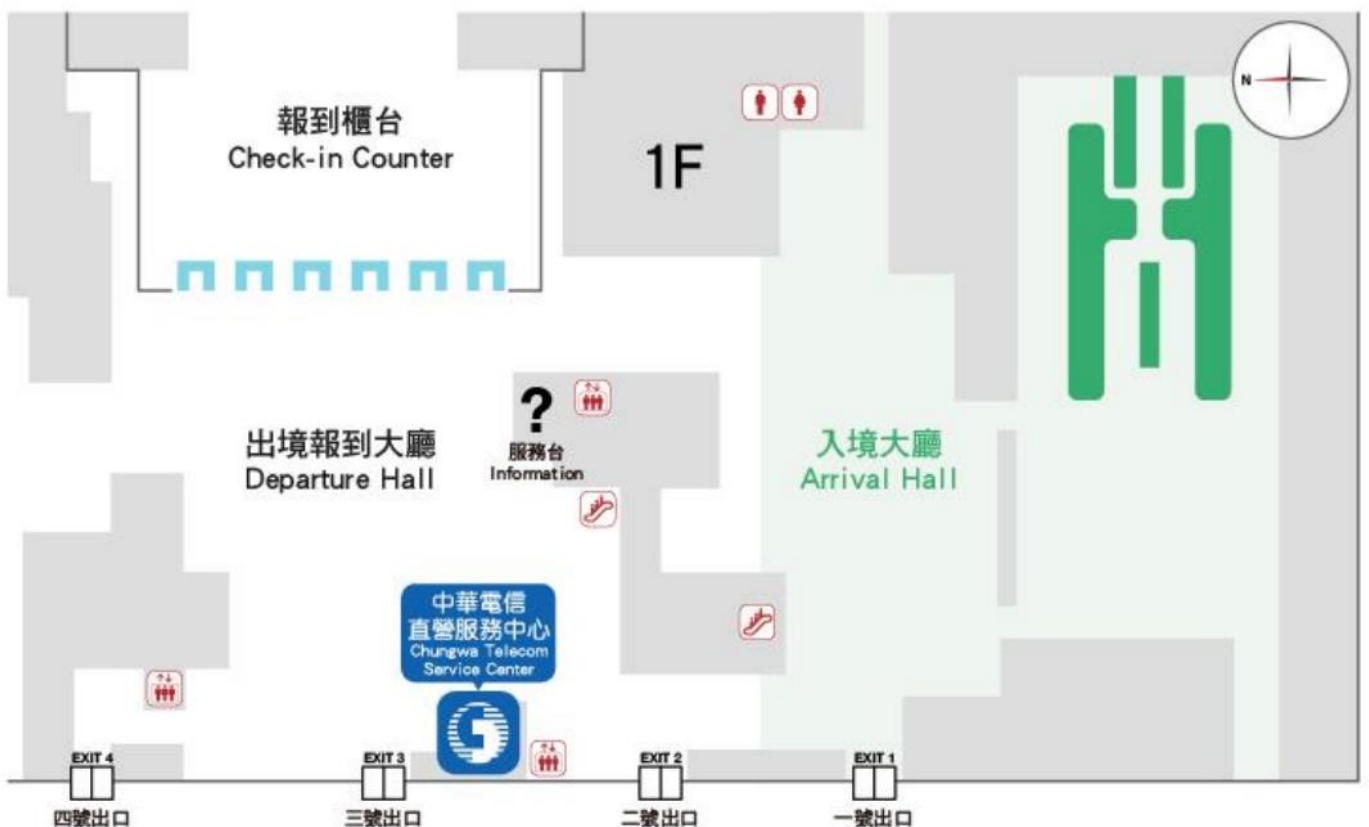 N
報到櫃台
Check-in Counter
1F
?
服務台
Information
出境報到大廳
Departure Hall
入境大廳
Arrival Hall
中華電信
直營服務中心
Chungwa Telecom
Service Center
EXIT 4
EXIT 3
EXIT 2
EXIT 1
四號出口
三號出口
二號出口
一號出口